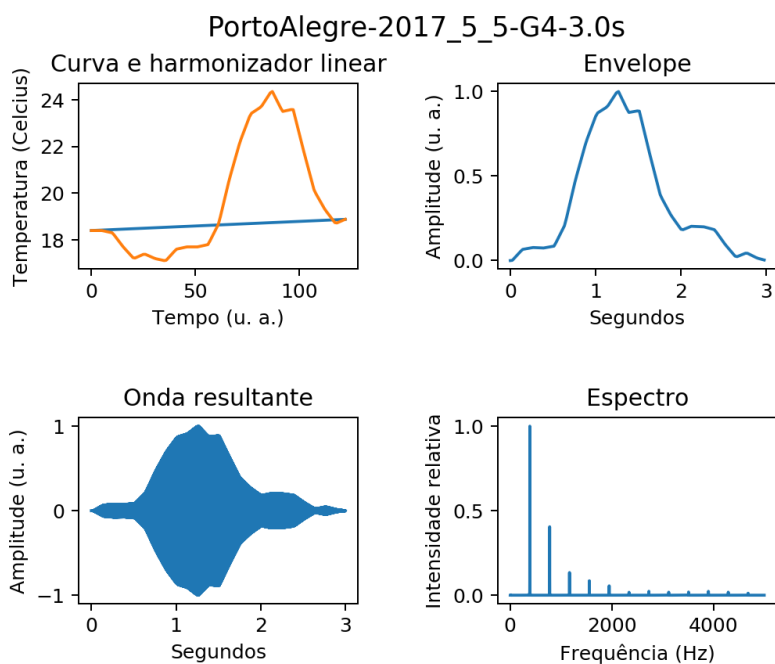 PortoAlegre-2017_5_5-G4-3.0s
Curva e harmonizador linear
Temperatura (Celcius)
24
22
20
18
0
50
100
Tempo (u. a.)
Envelope
Amplitude (u. a.)
1.0
0.5
0.0
0
1
2
3
Segundos
Onda resultante
Amplitude (u. a.)
1
0
−1
0
1
2
3
Segundos
Espectro
Intensidade relativa
1.0
0.5
0.0
0
2000
4000
Frequência (Hz)